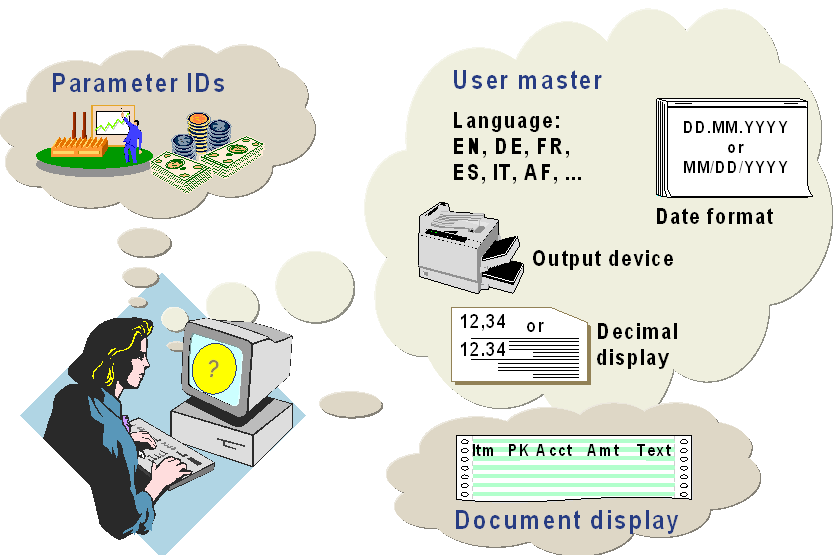 Parameter IDs
User master
Language:
EN, DE, FR,
ES, IT, AF, ...
DD.MM.YYYY
or
MM/DD/YYYY
Date format
Output device
12,34 or
12.34
Decimal
display
?
Itm PK Acct Amt Text
Document display